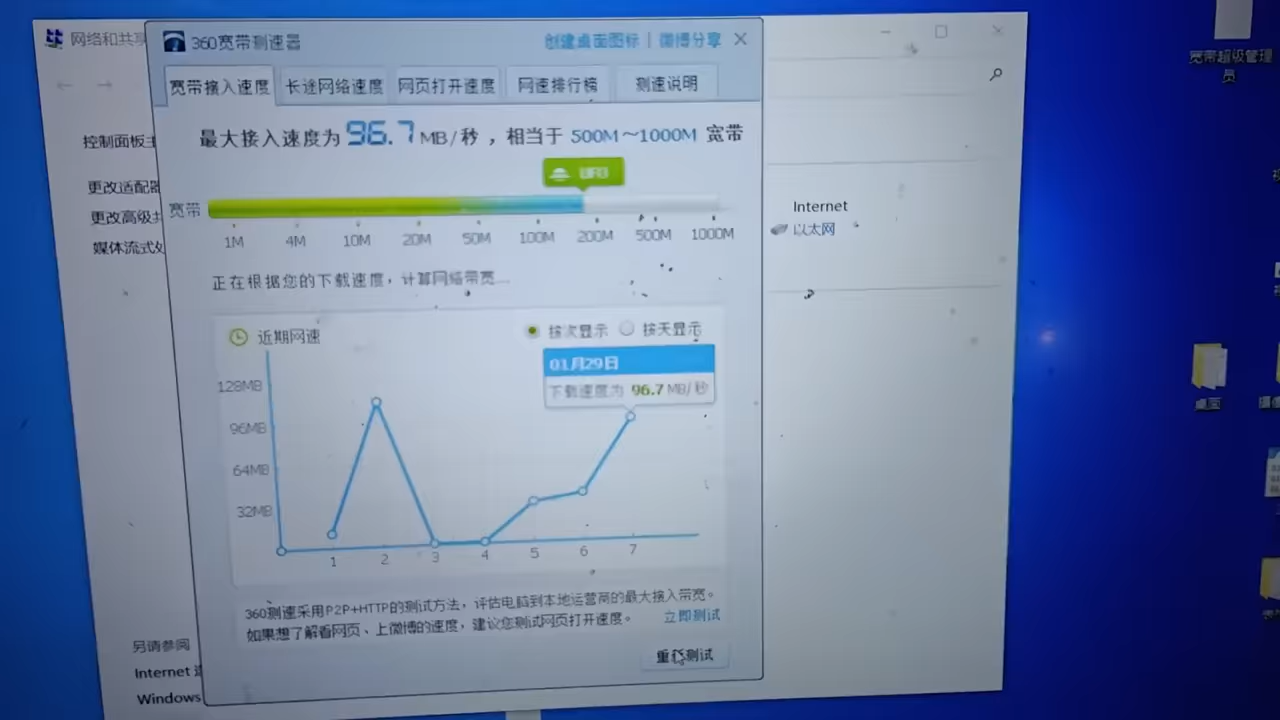 网络和共享
360宽带测速器
创建桌面图标 | 微博分享
宽带接入速度 长途网络速度 网页打开速度 网速排行榜 测速说明
最大接入速度为 96.7 MB/秒，相当于 500M～1000M 宽带
宽带
1M 4M 10M 20M 50M 100M 200M 500M 1000M
正在根据您的下载速度，计算网络带宽...
近期网速
按次显示 按天显示
01月29日
下载速度为 96.7 MB/秒
128MB
96MB
64MB
32MB
1 2 3 4 5 6 7
360测速采用P2P+HTTP的测试方法，评估电脑到本地运营商的最大接入带宽。
如果想了解看网页、上微博的速度，建议您测试网页打开速度。
立即测试
重新测试
控制面板主
更改适配器
更改高级共
媒体流式处
另请参阅
Internet
Windows
Internet
以太网
宽带超级管理
员
桌面